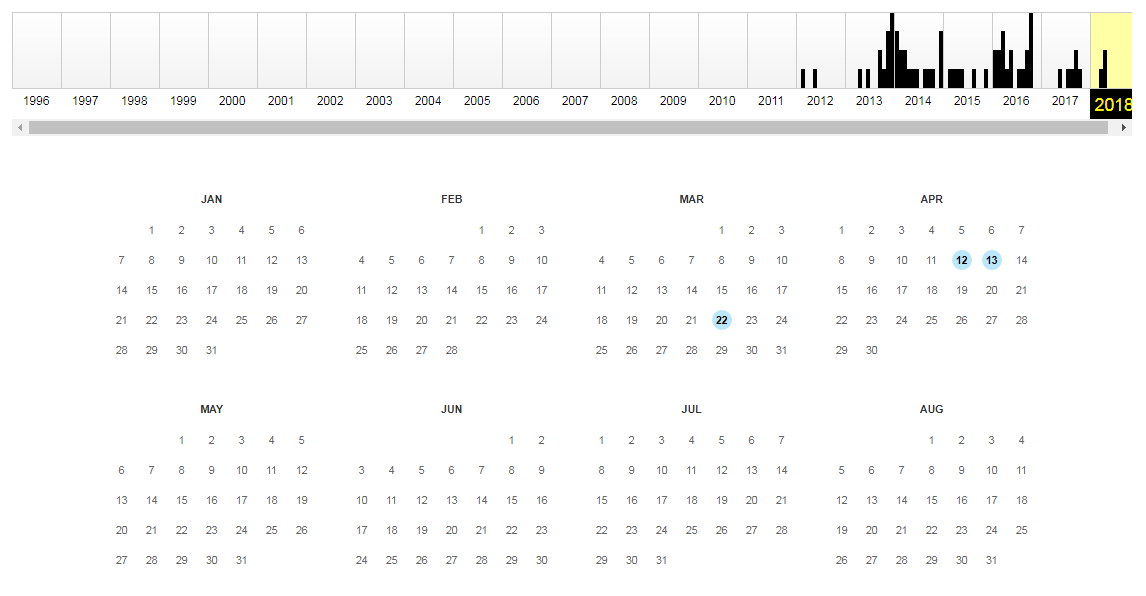 1996 1997 1998 1999 2000 2001 2002 2003 2004 2005 2006 2007 2008 2009 2010 2011 2012 2013 2014 2015 2016 2017 2018
JAN FEB MAR APR
1 2 3 4 5 6 1 2 3 1 2 3 1 2 3 4 5 6 7
7 8 9 10 11 12 13 4 5 6 7 8 9 10 4 5 6 7 8 9 10 8 9 10 11 12 13 14
14 15 16 17 18 19 20 11 12 13 14 15 16 17 11 12 13 14 15 16 17 15 16 17 18 19 20 21
21 22 23 24 25 26 27 18 19 20 21 22 23 24 18 19 20 21 22 23 24 22 23 24 25 26 27 28
28 29 30 31 25 26 27 28 25 26 27 28 29 30 31 29 30
MAY JUN JUL AUG
1 2 3 4 5 1 2 1 2 3 4 5 6 7 1 2 3 4
6 7 8 9 10 11 12 3 4 5 6 7 8 9 8 9 10 11 12 13 14 5 6 7 8 9 10 11
13 14 15 16 17 18 19 10 11 12 13 14 15 16 15 16 17 18 19 20 21 12 13 14 15 16 17 18
20 21 22 23 24 25 26 17 18 19 20 21 22 23 22 23 24 25 26 27 28 19 20 21 22 23 24 25
27 28 29 30 31 24 25 26 27 28 29 30 29 30 31 26 27 28 29 30 31